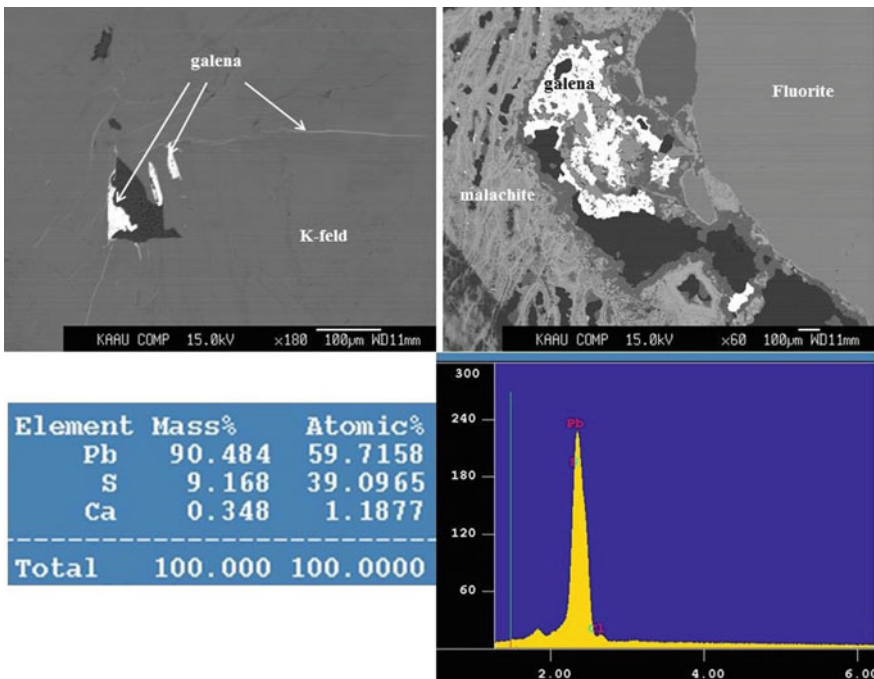 galena
K-feld
KAAU COMP 15.0kV ×180 100μm WD11mm
galena
Fluorite
malachite
KAAU COMP 15.0kV ×60 100μm WD11mm
Element Mass% Atomic%
Pb 90.484 59.7158
S 9.168 39.0965
Ca 0.348 1.1877
Total 100.000 100.0000
300
240
180
120
60
Pb
2.00 4.00 6.00